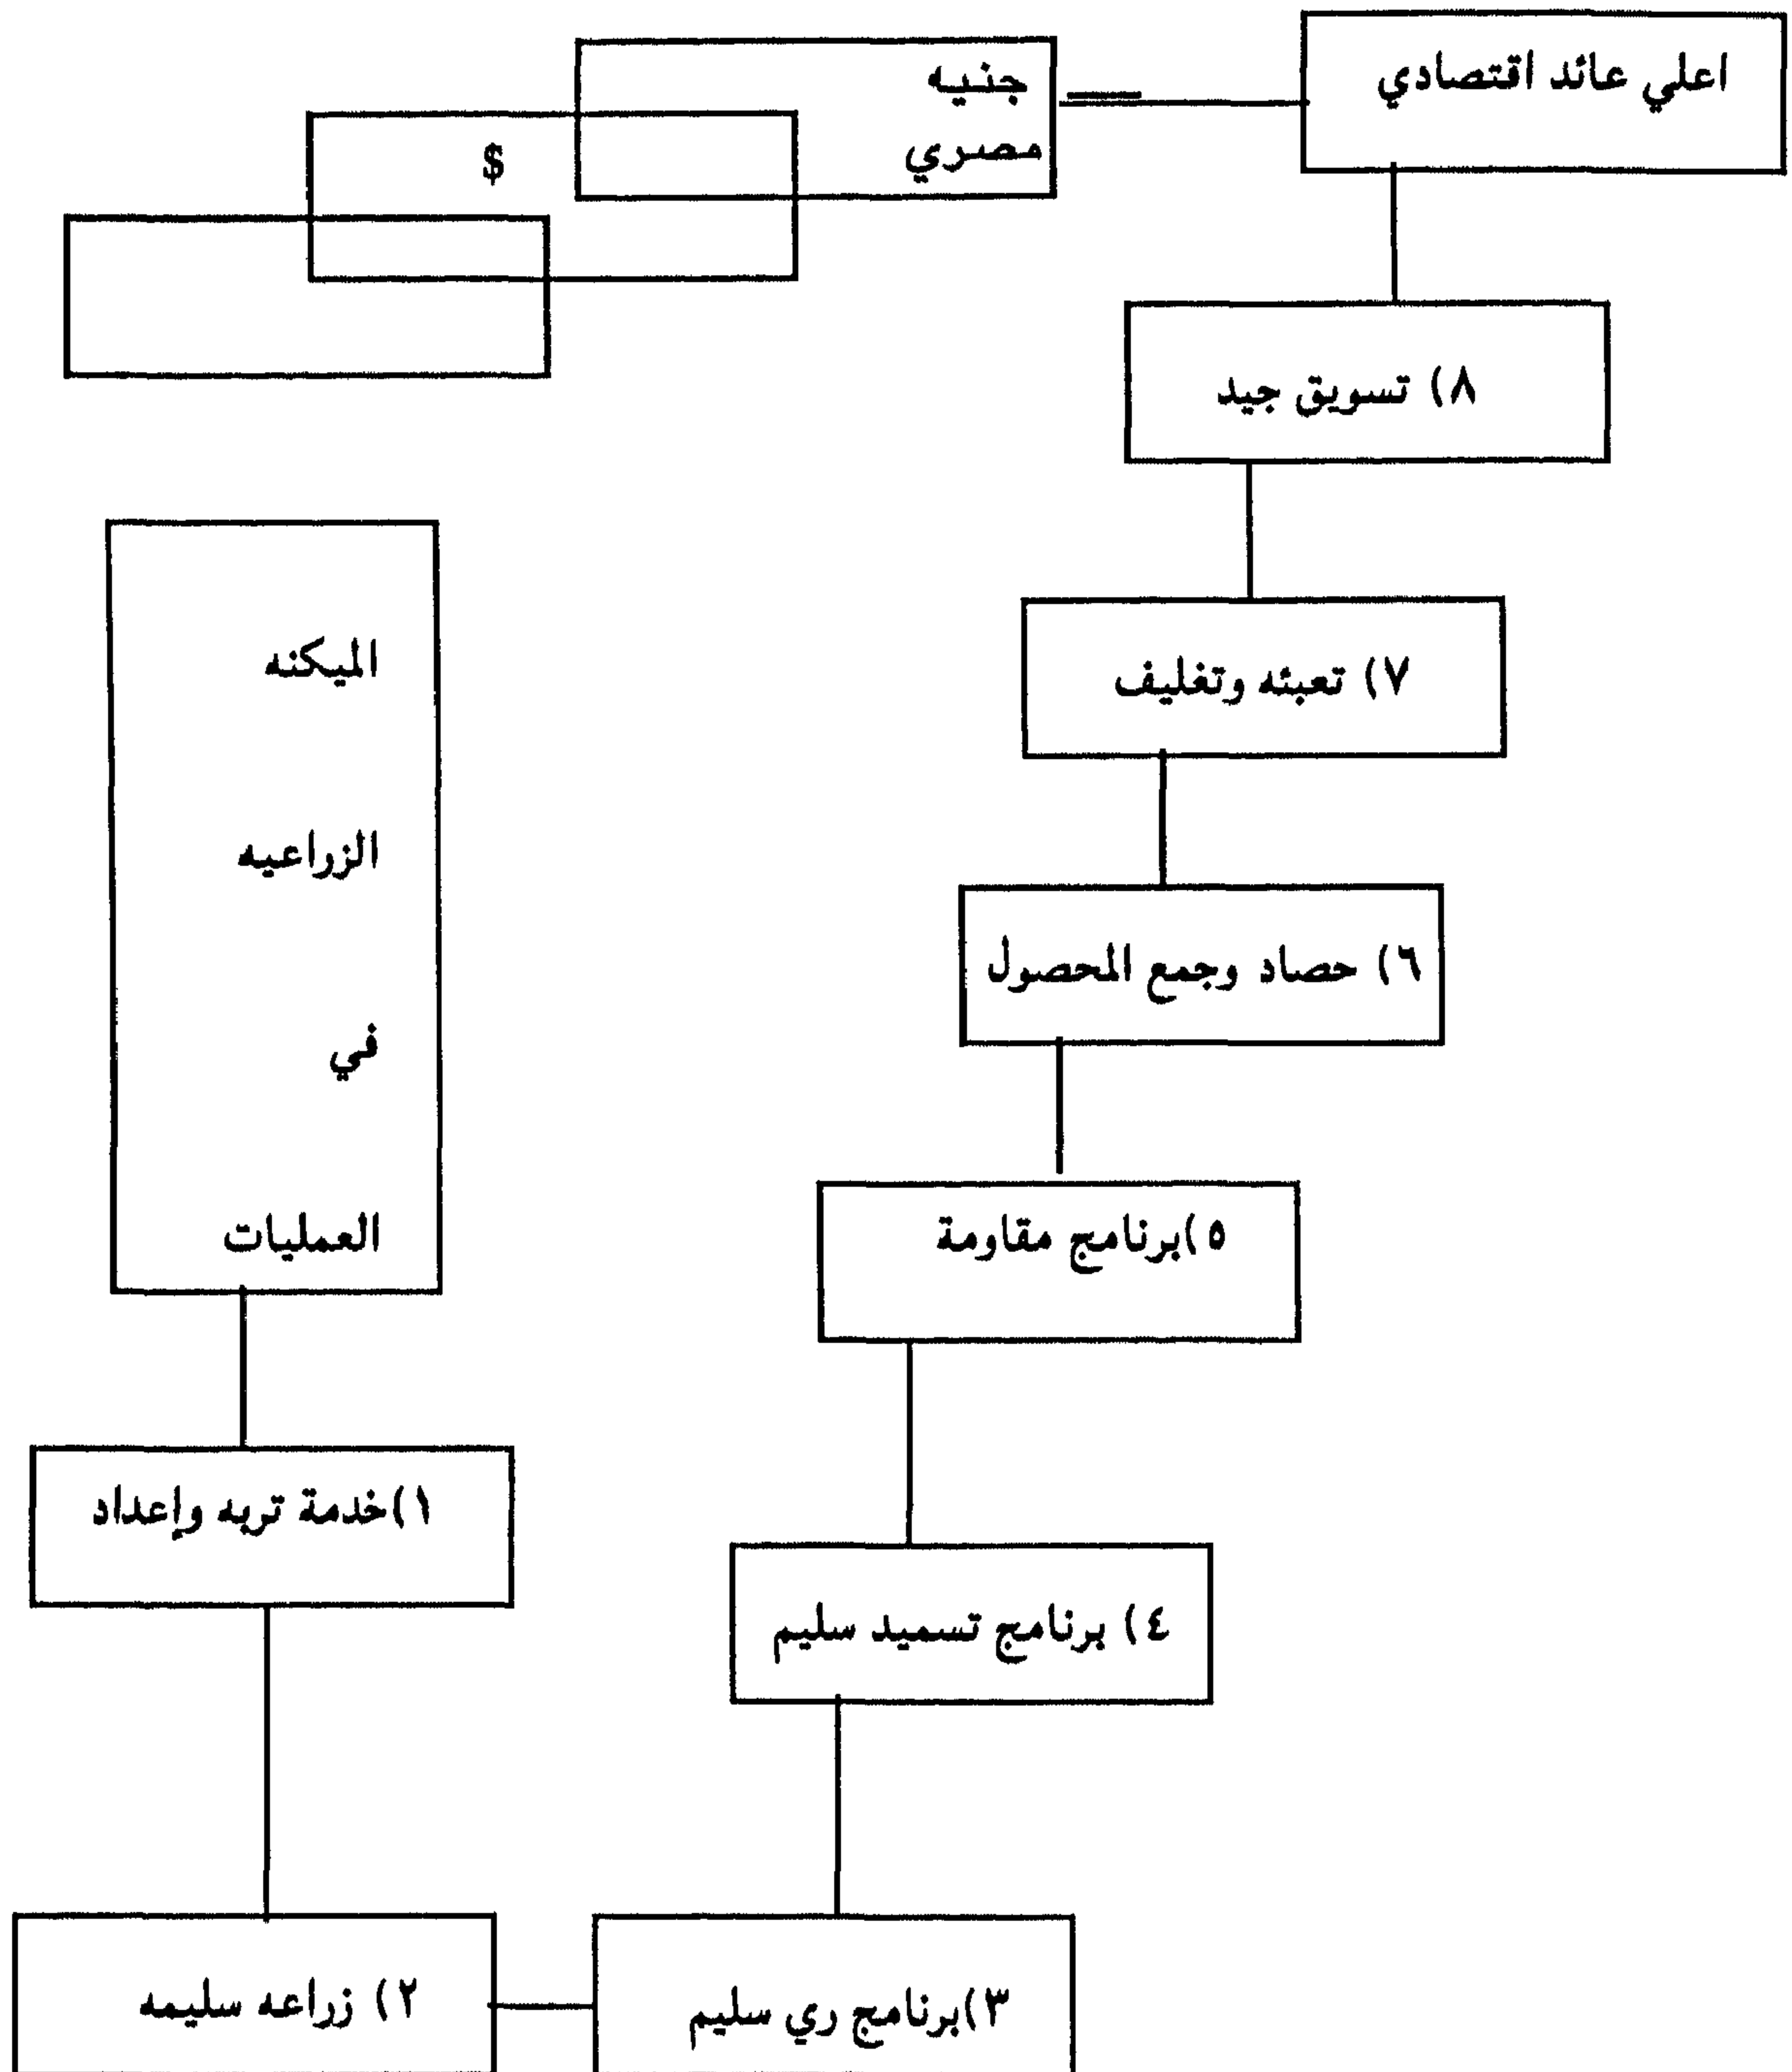 اعلي عائد اقتصادي
جنيه
مصري
$
٨) تسويق جيد
٧) تعبئه وتغليف
٦) حصاد وجمع المحصول
٥)برنامج مقاومة
٤) برنامج تسميد سليم
٣)برنامج ري سليم
٢) زراعه سليمه
١)خدمة تربه وإعداد
الميكنه
الزراعيه
في
العمليات